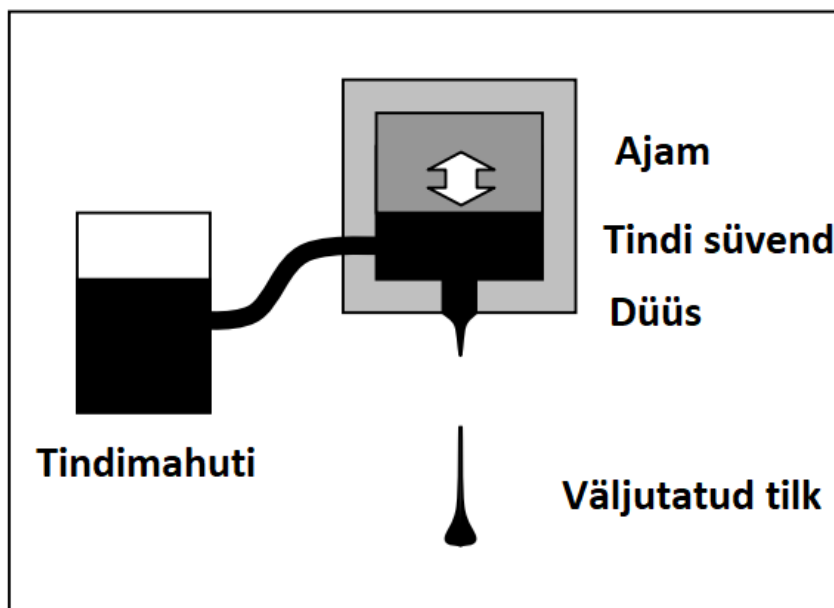 Ajam
Tindi süvend
Düüs
Tindimahuti
Väljutatud tilk